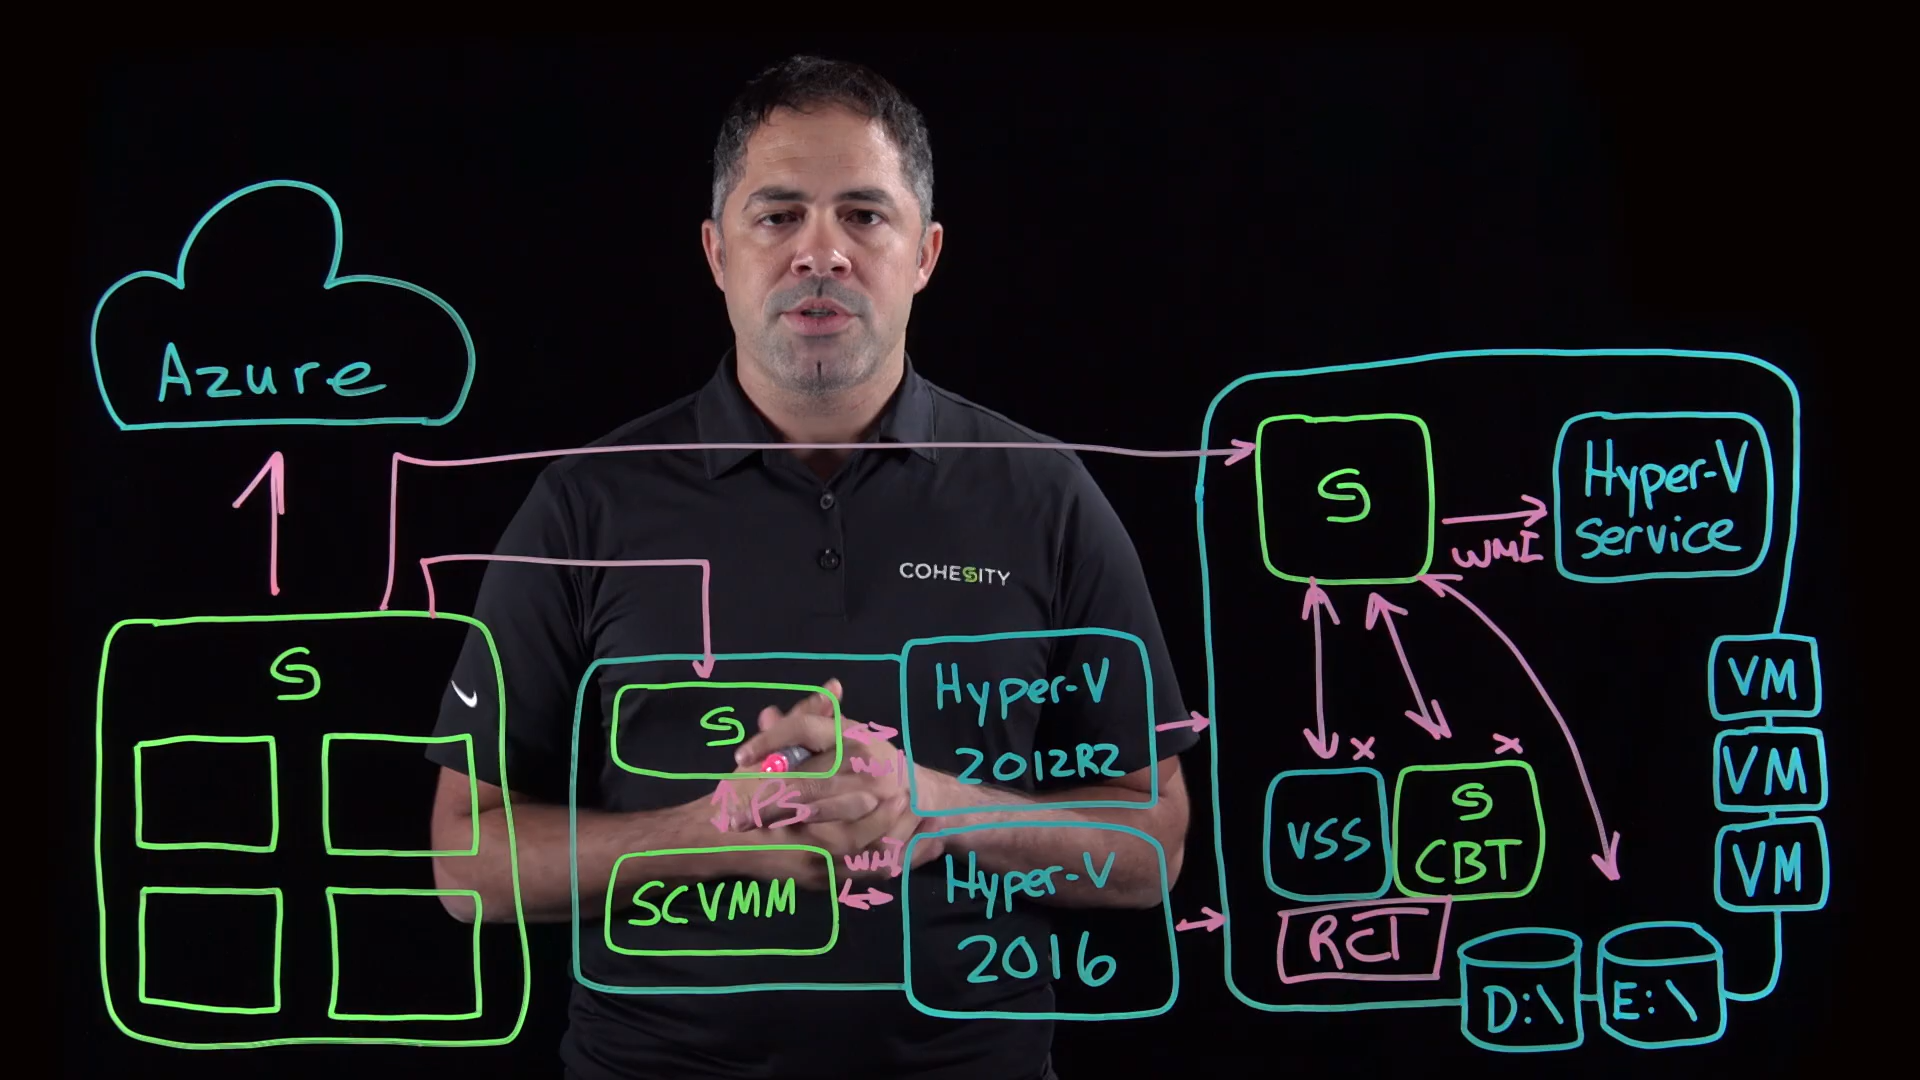 Azure
COHESITY
S
Hyper-V
service
WMI
S
S
S
Hyper-V
2012R2
WMI
PS
WMI
SCVMM
Hyper-V
2016
VM
VM
VM
x
x
VSS
S
CBT
RCT
D:\
E:\